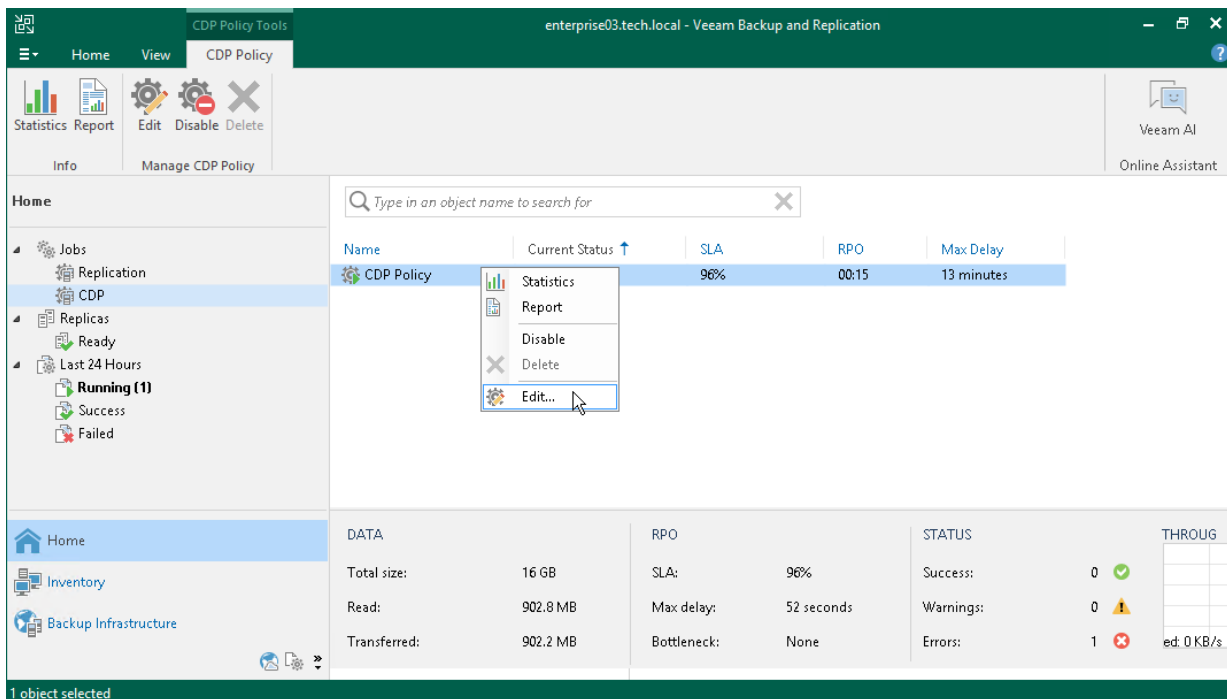 CDP Policy Tools
enterprise03.tech.local - Veeam Backup and Replication
Home View CDP Policy
?
Statistics Report Edit Disable Delete
Veeam AI
Info Manage CDP Policy Online Assistant
Home
Type in an object name to search for
Jobs
Replication
CDP
Replicas
Ready
Last 24 Hours
Running (1)
Success
Failed
Name Current Status SLA RPO Max Delay
CDP Policy 96% 00:15 13 minutes
Statistics
Report
Disable
Delete
Edit...
Home
Inventory
Backup Infrastructure
DATA RPO STATUS THROUG
Total size: 16 GB SLA: 96% Success: 0
Read: 902.8 MB Max delay: 52 seconds Warnings: 0
Transferred: 902.2 MB Bottleneck: None Errors: 1 ed: 0 KB/s
1 object selected